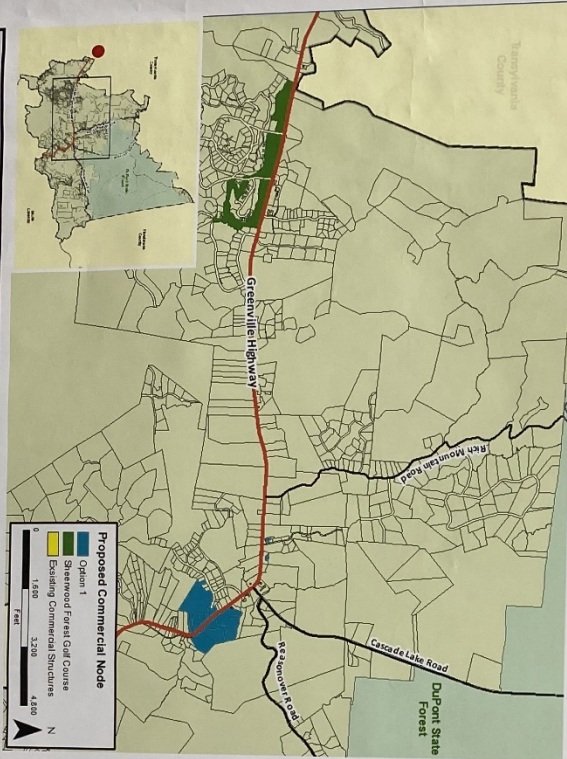 Transylvania
County
Greenville Highway
Rich Mountain
Road
Cascade Lake Road
Reasonover Road
DuPont State
Forest
Proposed Commercial Node
Option 1
Sheerwood Forest Golf Course
Exsisting Commercial Structures
0
1,600
3,200
4,800
Feet
N